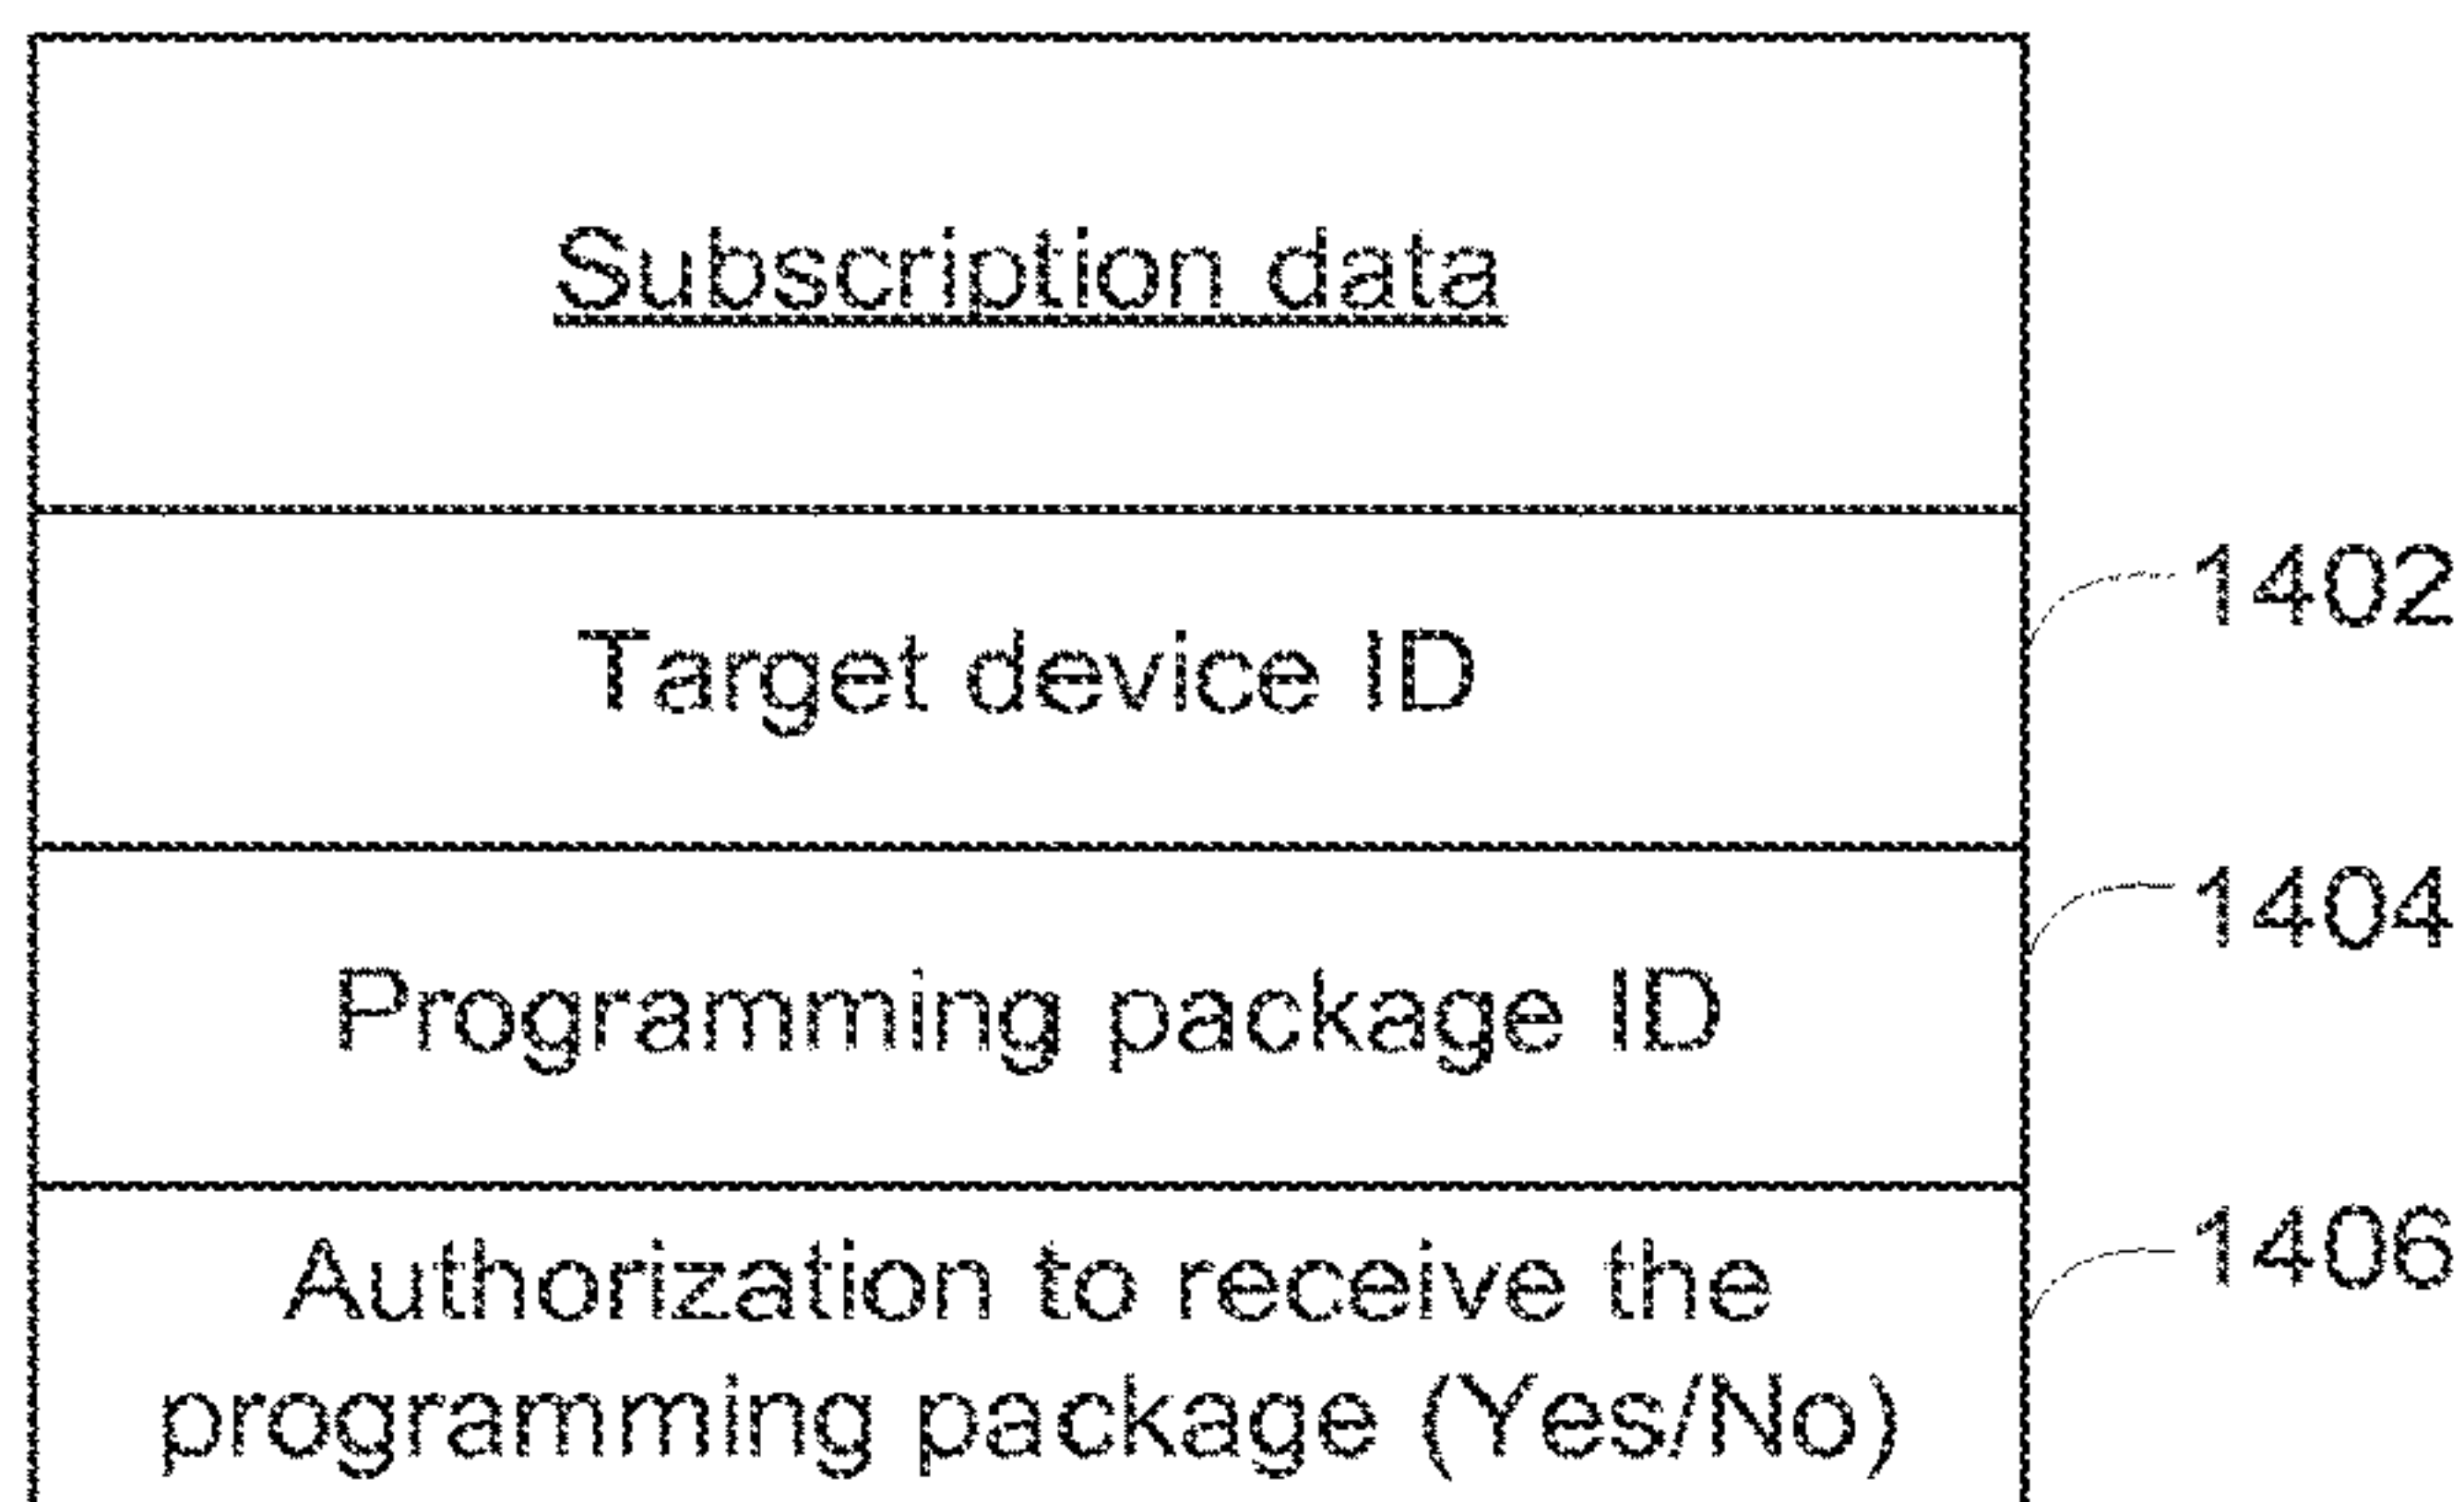 Subscription data
1402
Target device ID
1404
Programming package ID
1406
Authorization to receive the
programming package (Yes/No)